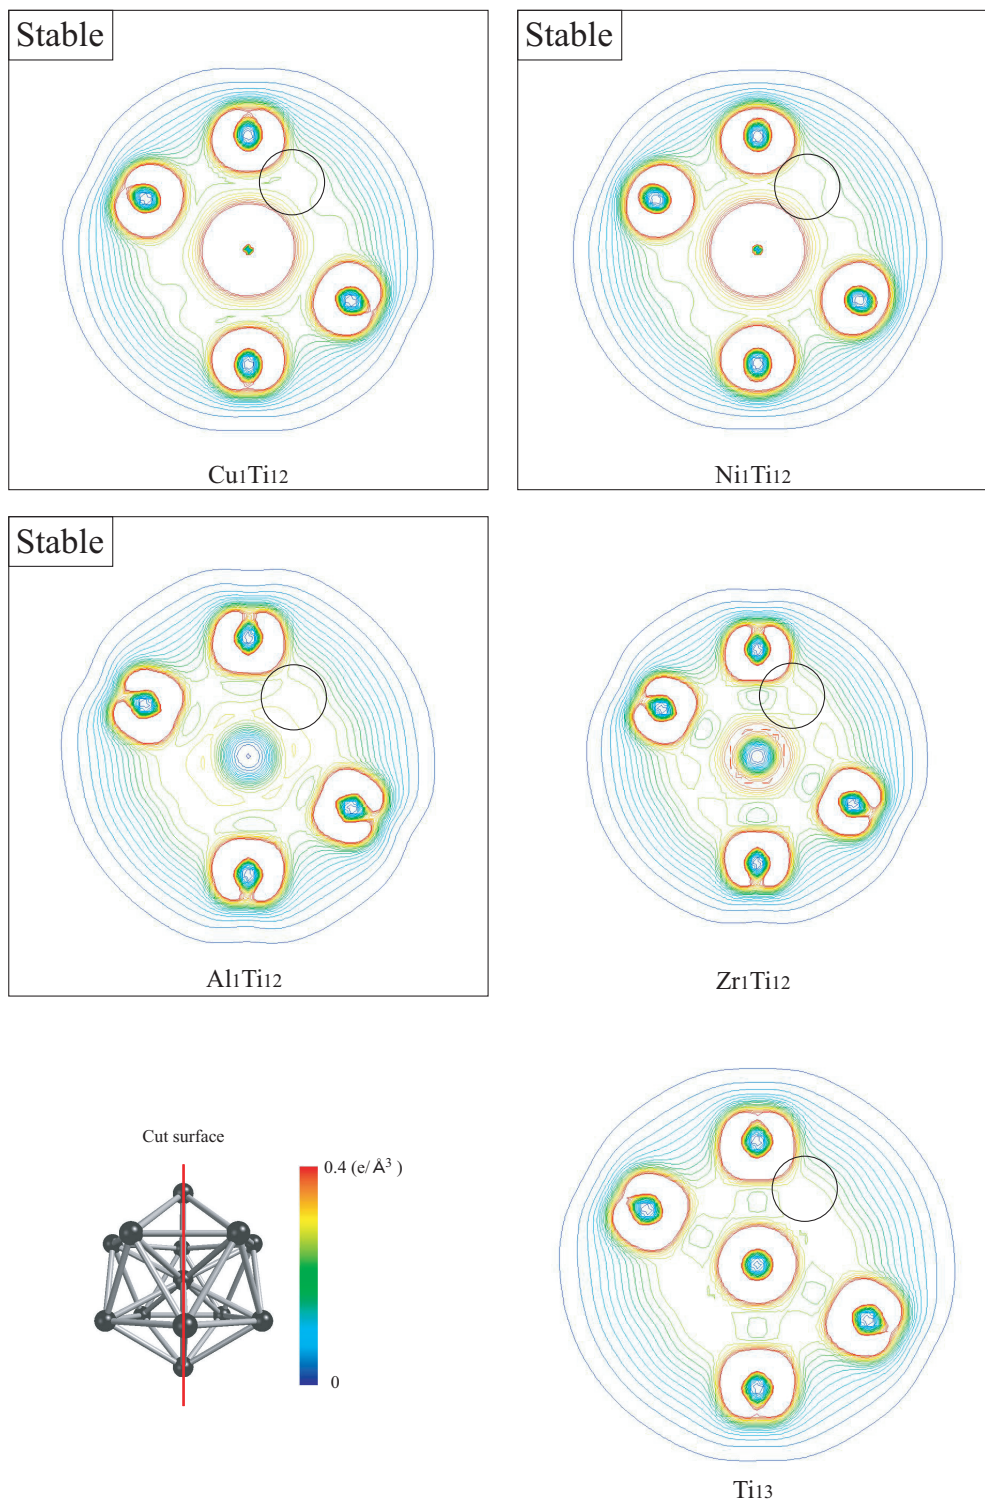 Stable
Stable
Cu1Ti12
Ni1Ti12
Stable
Al1Ti12
Zr1Ti12
Cut surface
0.4 (e/Å3)
0
Ti13